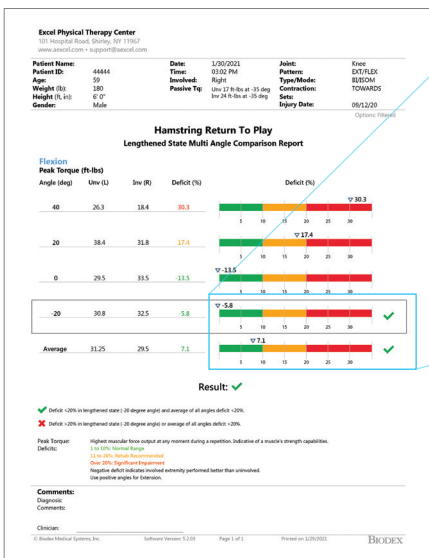 Excel Physical Therapy Center
101 Hospital Road, Shirley, NY 11967
www.aexcel.com • support@aexcel.com
Patient Name:
Patient ID: 44444
Age: 59
Weight (lb): 180
Height (ft, in): 6' 0"
Gender: Male
Date: 1/30/2021
Time: 03:02 PM
Involved: Right
Passive Tq: Unv 17 ft-lbs at -35 deg
Inv 24 ft-lbs at -35 deg
Joint: Knee
Pattern: EXT/FLEX
Type/Mode: BI/ISOM
Contraction: TOWARDS
Sets:
Injury Date: 09/12/20
Options: Filtered
Hamstring Return To Play
Lengthened State Multi Angle Comparison Report
Flexion
Peak Torque (ft-lbs)
Angle (deg) Unv (L) Inv (R) Deficit (%) Deficit (%)
40 26.3 18.4 30.3 30.3
5 10 15 20 25 30
20 38.4 31.8 17.4 17.4
5 10 15 20 25 30
0 29.5 33.5 -13.5 -13.5
5 10 15 20 25 30
-20 30.8 32.5 -5.8 -5.8
5 10 15 20 25 30
Average 31.25 29.5 7.1 7.1
5 10 15 20 25 30
Result:
Deficit <20% in lengthened state (-20 degree angle) and average of all angles deficit <20%.
Deficit >20% in lengthened state (-20 degree angle) or average of all angles deficit >20%.
Peak Torque: Highest muscular force output at any moment during a repetition. Indicative of a muscle's strength capabilities.
Deficits: 1 to 10%: Normal Range
11 to 20%: Rehab Recommended
Over 20%: Significant Impairment
Negative deficit indicates involved extremity performed better than uninvolved.
Use positive angles for Extension.
Comments:
Diagnosis:
Comments:
Clinician:
© Biodex Medical Systems, Inc. Software Version: 5.2.03 Page 1 of 1 Printed on 1/29/2021 BIODEX